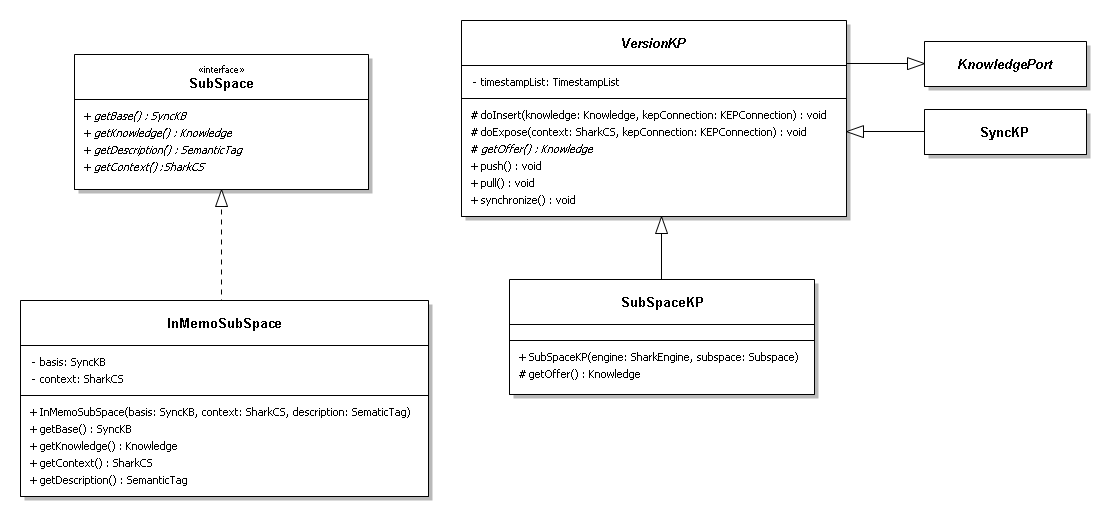 «interface»
SubSpace
+ getBase() : SyncKB
+ getKnowledge() : Knowledge
+ getDescription() : SemanticTag
+ getContext() :SharkCS
VersionKP
- timestampList: TimestampList
# doInsert(knowledge: Knowledge, kepConnection: KEPConnection) : void
# doExpose(context: SharkCS, kepConnection: KEPConnection) : void
# getOffer() : Knowledge
+ push() : void
+ pull() : void
+ synchronize() : void
KnowledgePort
SyncKP
InMemoSubSpace
- basis: SyncKB
- context: SharkCS
+ InMemoSubSpace(basis: SyncKB, context: SharkCS, description: SematicTag)
+ getBase() : SyncKB
+ getKnowledge() : Knowledge
+ getContext() : SharkCS
+ getDescription() : SemanticTag
SubSpaceKP
+ SubSpaceKP(engine: SharkEngine, subspace: Subspace)
# getOffer() : Knowledge